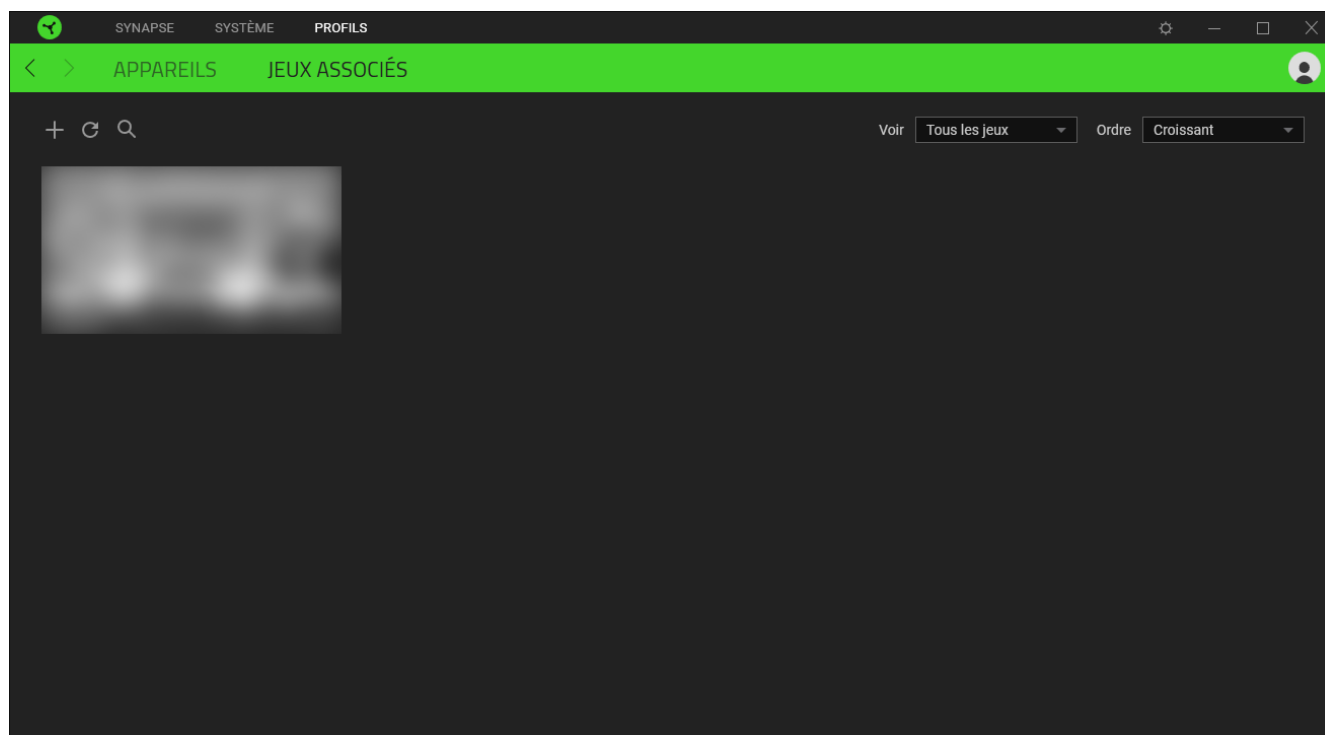 SYNAPSE SYSTÈME PROFILS
APPAREILS JEUX ASSOCIÉS
Voir Tous les jeux Ordre Croissant